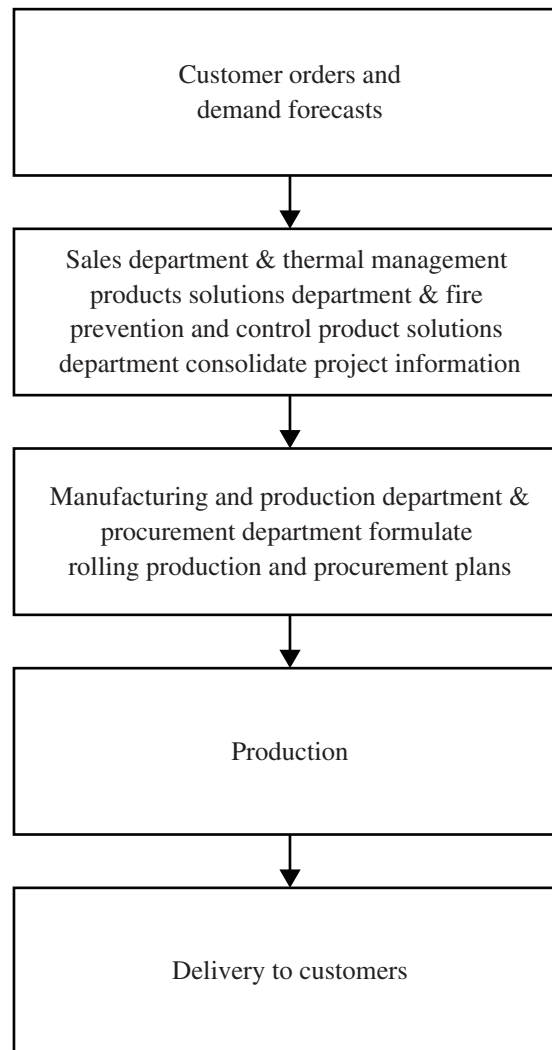 Customer orders and
demand forecasts
Sales department & thermal management
products solutions department & fire
prevention and control product solutions
department consolidate project information
Manufacturing and production department &
procurement department formulate
rolling production and procurement plans
Production
Delivery to customers